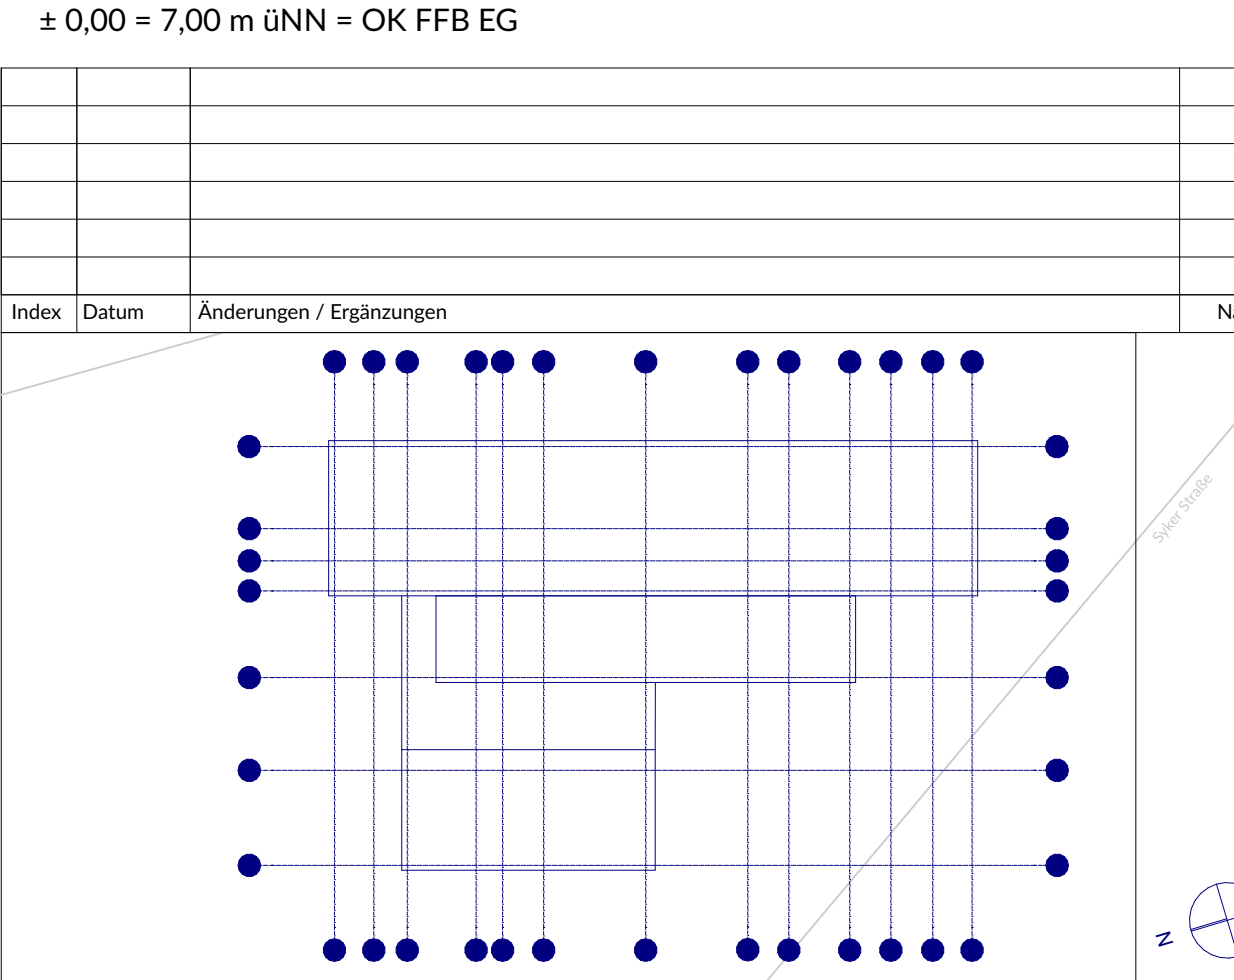 ± 0,00 = 7,00 m üNN = OK FFB EG
Index Datum Änderungen / Ergänzungen
Syker Straße
N